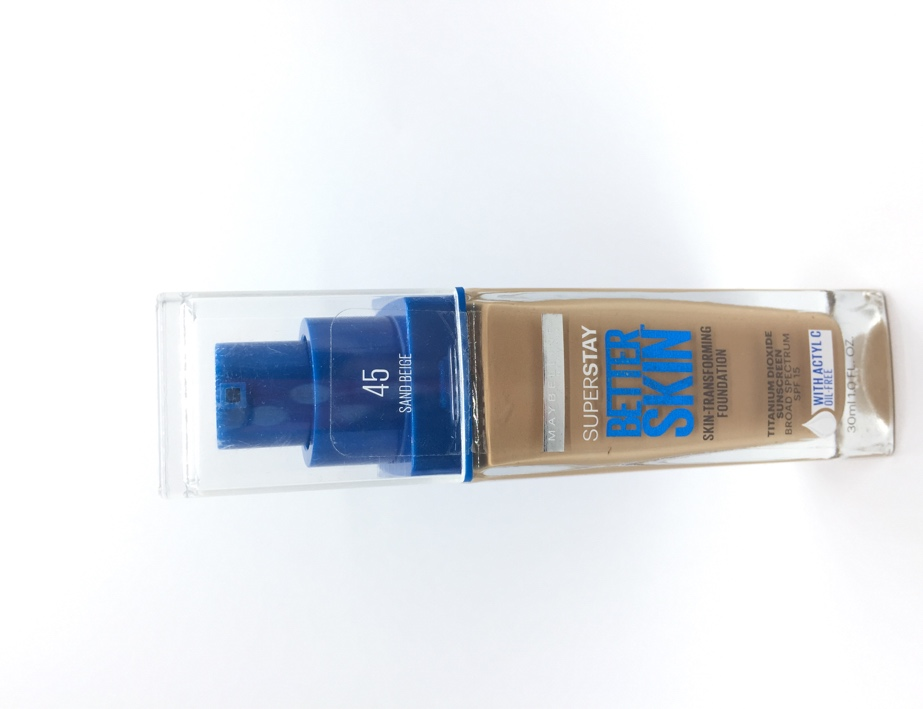 45
SAND BEIGE
MAYBELLINE
SUPERSTAY
BETTER
SKIN
SKIN-TRANSFORMING
FOUNDATION
TITANIUM DIOXIDE
SUNSCREEN
BROAD SPECTRUM
SPF 15
WITH ACTYL C
OIL FREE
30ml 1.0 FL. OZ.